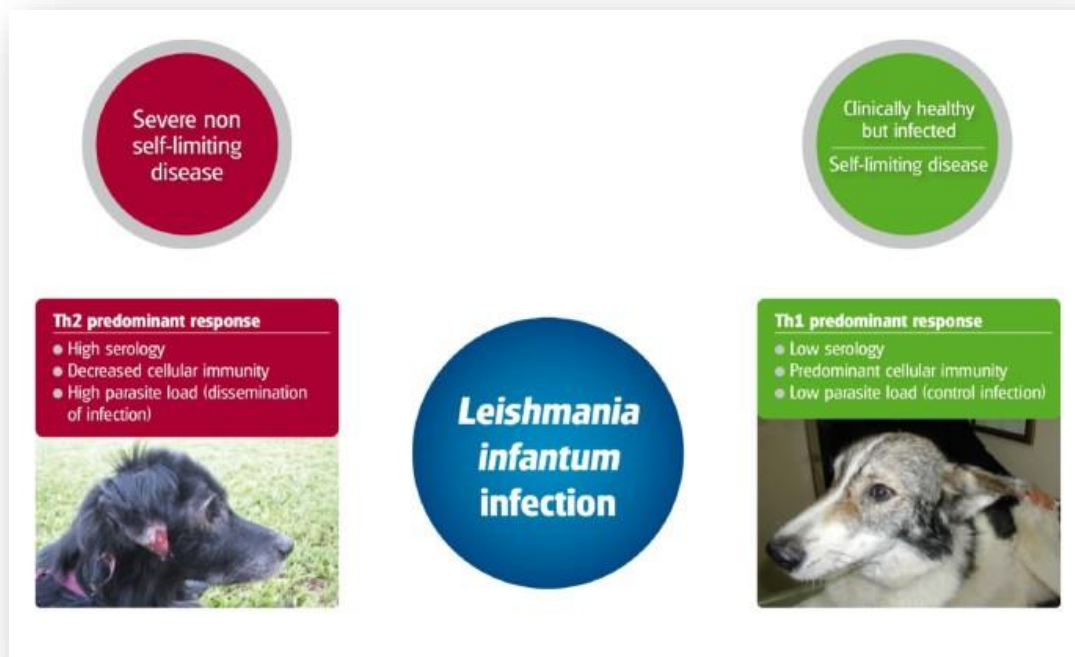 Severe non
self-limiting
disease
Clinically healthy
but infected
Self-limiting disease
Th2 predominant response
High serology
Decreased cellular immunity
High parasite load (dissemination
of infection)
Leishmania
infantum
infection
Th1 predominant response
Low serology
Predominant cellular immunity
Low parasite load (control infection)